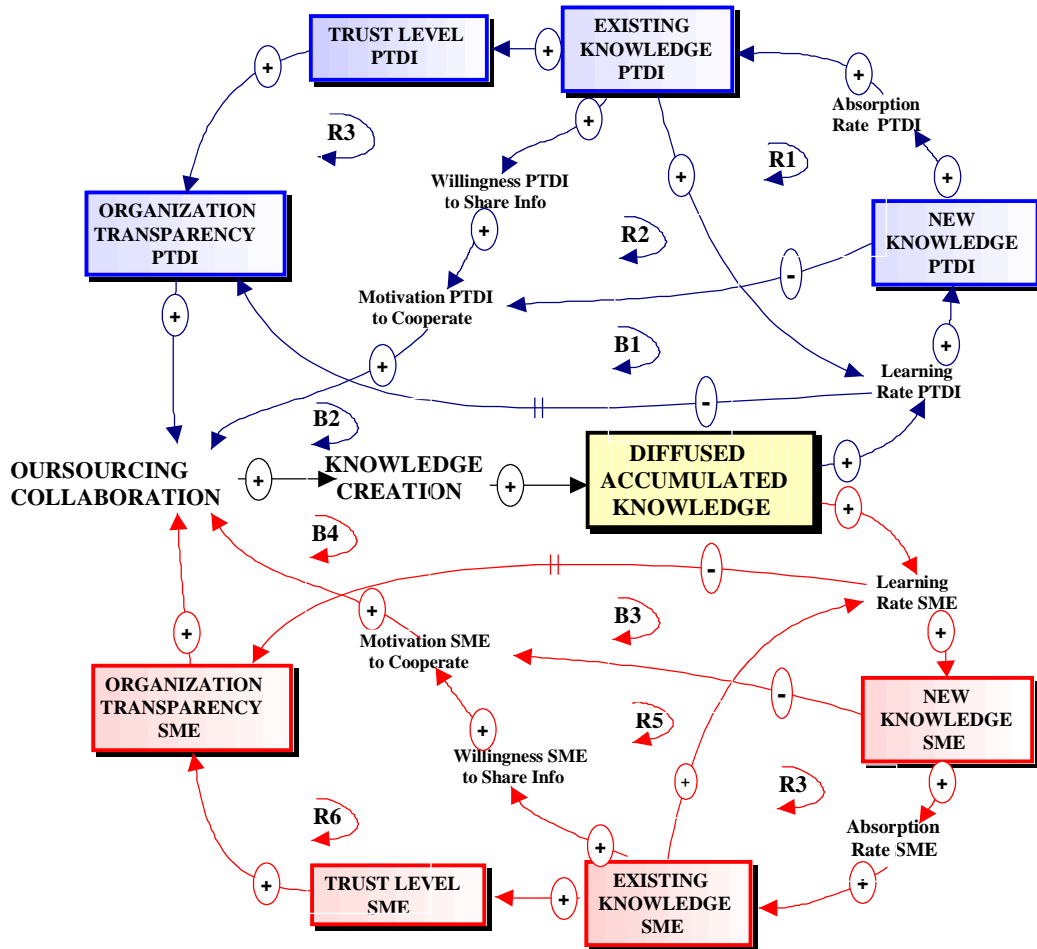 TRUST LEVEL
PTDI
+
+
EXISTING
KNOWLEDGE
PTDI
+
Absorption
Rate PTDI
R3
+
R1
+
Willingness PTDI
to Share Info
+
ORGANIZATION
TRANSPARENCY
PTDI
+
R2
NEW
KNOWLEDGE
PTDI
-
Motivation PTDI
to Cooperate
+
+
B1
+
Learning
Rate PTDI
-
B2
OURSOURCING
COLLABORATION
+
KNOWLEDGE
CREATION
+
DIFFUSED
ACCUMULATED
KNOWLEDGE
+
+
B4
-
Learning
Rate SME
+
B3
+
+
Motivation SME
to Cooperate
ORGANIZATION
TRANSPARENCY
SME
-
NEW
KNOWLEDGE
SME
R5
+
Willingness SME
to Share Info
+
+
R3
R6
Absorption
Rate SME
+
+
TRUST LEVEL
SME
+
+
EXISTING
KNOWLEDGE
SME
+